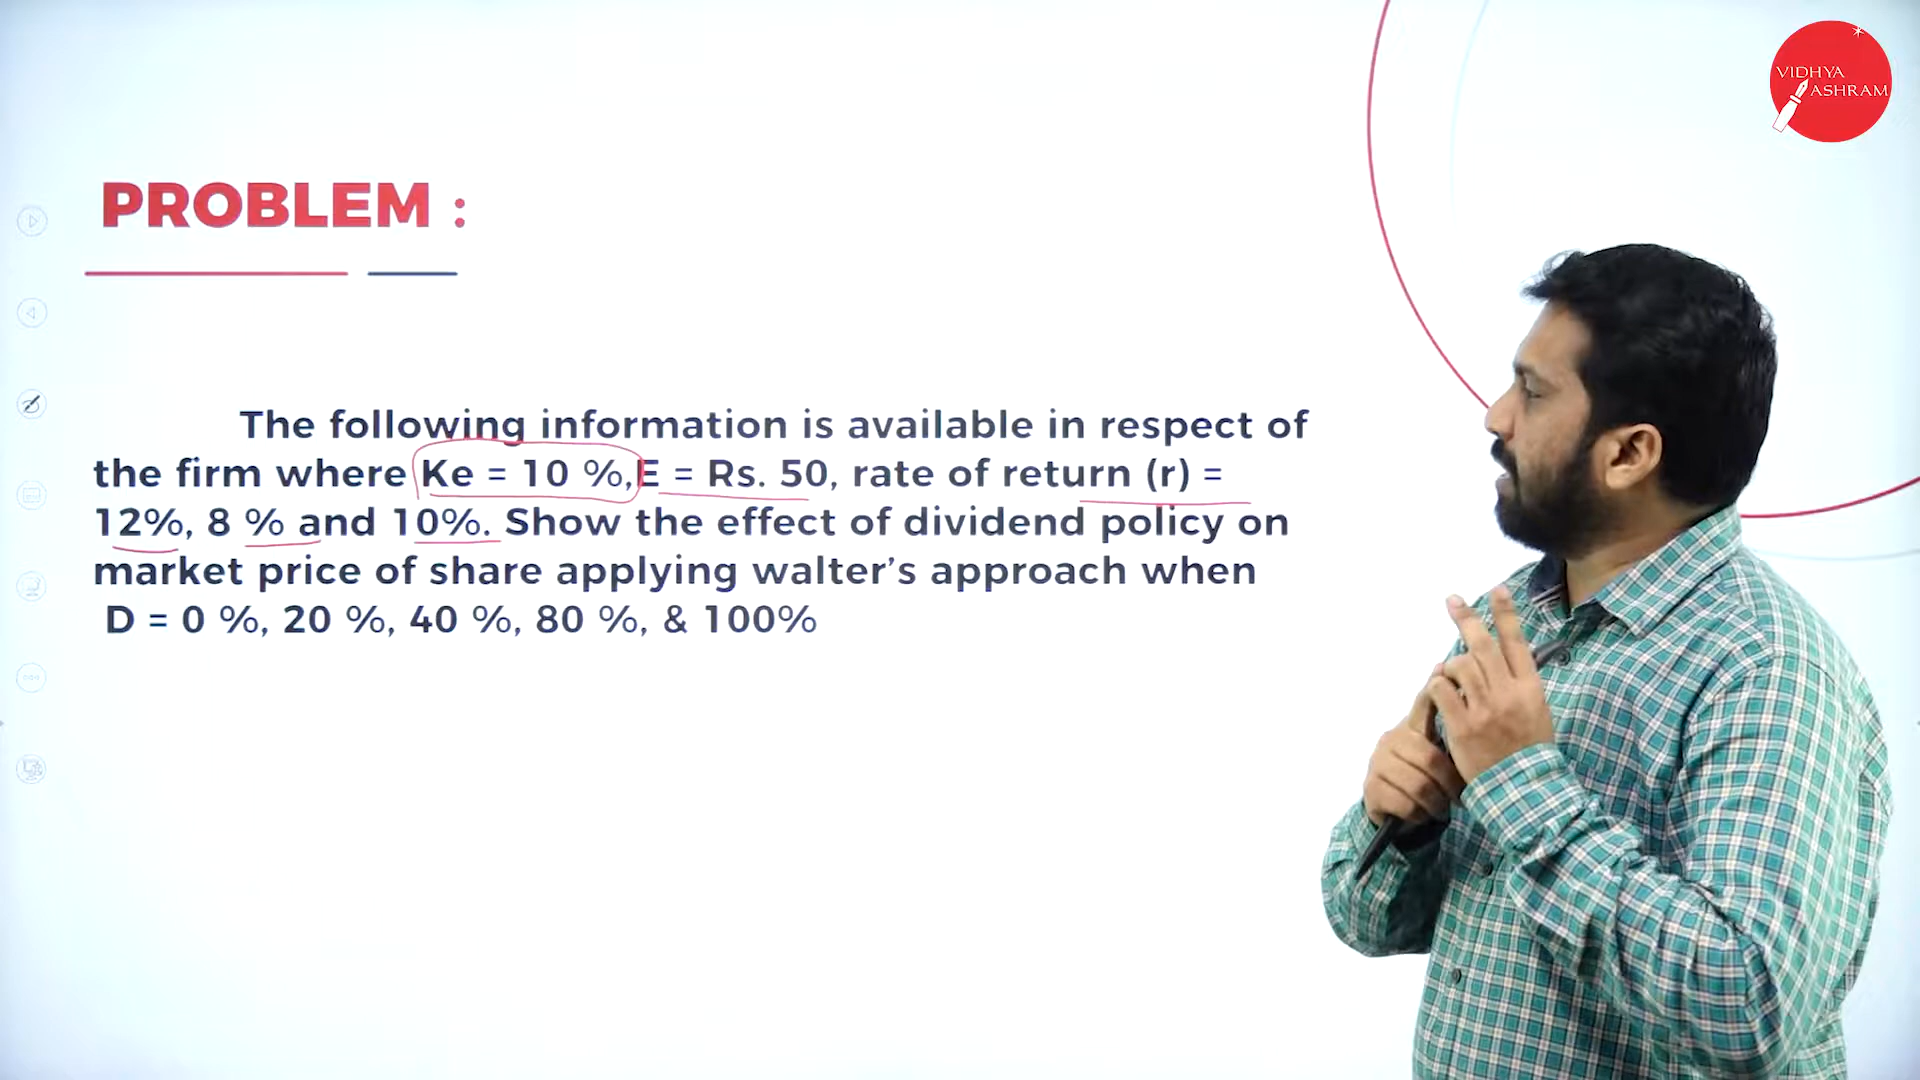 VIDHYA
ASHRAM
PROBLEM :
The following information is available in respect of
the firm where Ke = 10 %,E = Rs. 50, rate of return (r) =
12%, 8 % and 10%. Show the effect of dividend policy on
market price of share applying walter's approach when
D = 0 %, 20 %, 40 %, 80 %, & 100%